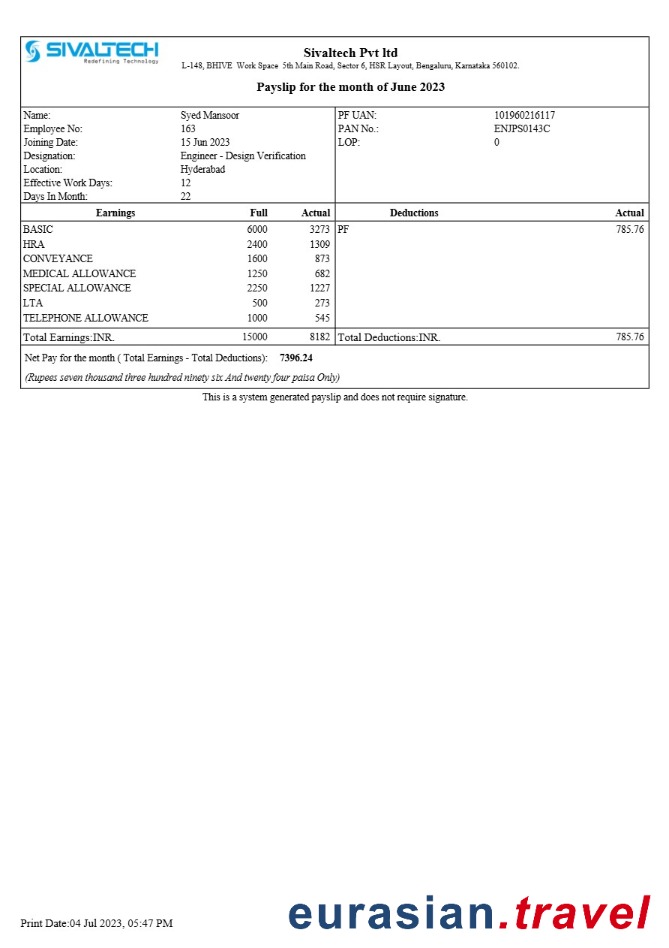 SIVALTECH
Redefining Technology
Sivaltech Pvt ltd
L-148, BHIVE Work Space 5th Main Road, Sector 6, HSR Layout, Bengaluru, Karnataka 560102.
Payslip for the month of June 2023
Name: Syed Mansoor PF UAN: 101960216117
Employee No: 163 PAN No.: ENJPS0143C
Joining Date: 15 Jun 2023 LOP: 0
Designation: Engineer - Design Verification
Location: Hyderabad
Effective Work Days: 12
Days In Month: 22
Earnings Full Actual Deductions Actual
BASIC 6000 3273 PF 785.76
HRA 2400 1309
CONVEYANCE 1600 873
MEDICAL ALLOWANCE 1250 682
SPECIAL ALLOWANCE 2250 1227
LTA 500 273
TELEPHONE ALLOWANCE 1000 545
Total Earnings:INR. 15000 8182 Total Deductions:INR. 785.76
Net Pay for the month ( Total Earnings - Total Deductions): 7396.24
(Rupees seven thousand three hundred ninety six And twenty four paisa Only)
This is a system generated payslip and does not require signature.
Print Date:04 Jul 2023, 05:47 PM
eurasian.travel